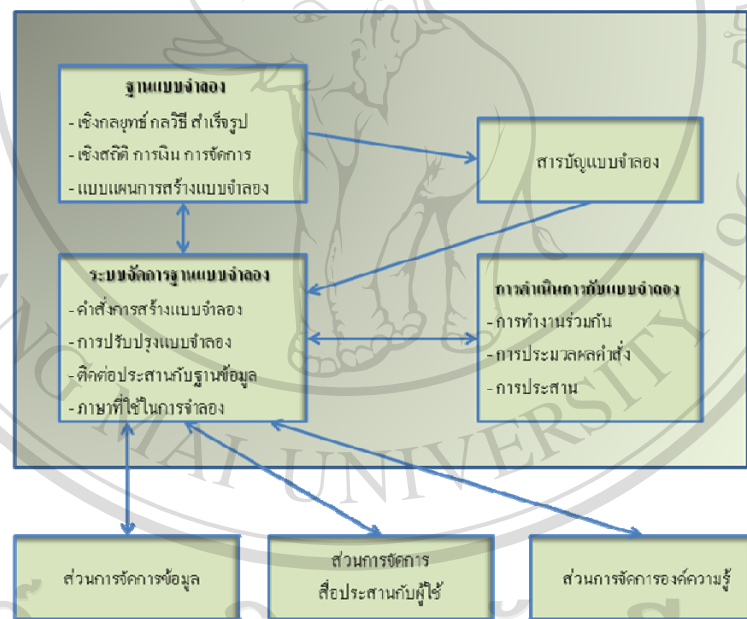 ฐานแบบจำลอง
- เชิงกลยุทธ์ กลวิธี สำเร็จรูป
- เชิงสถิติ การเงิน การจัดการ
- แบบแผนการสร้างแบบจำลอง
สารบัญแบบจำลอง
ระบบจัดการฐานแบบจำลอง
- คำสั่งการสร้างแบบจำลอง
- การปรับปรุงแบบจำลอง
- ติดต่อประสานกับฐานข้อมูล
- ภาษาที่ใช้ในการจำลอง
การดำเนินการกับแบบจำลอง
- การทำงานร่วมกัน
- การประมวลผลคำสั่ง
- การประสาน
ส่วนการจัดการข้อมูล
ส่วนการจัดการ
สื่อประสานกับผู้ใช้
ส่วนการจัดการองค์ความรู้
NG MAI UNIVERSITY 196